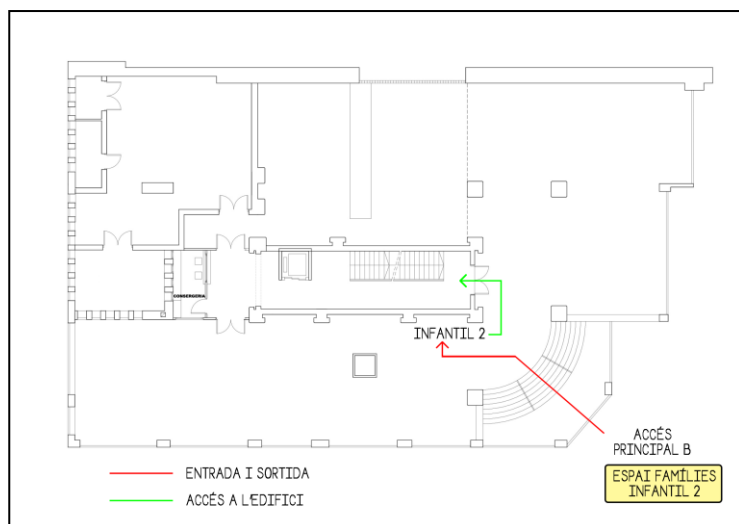 CONSERGERIA
INFANTIL 2
ACCÉS
PRINCIPAL B
ESPAI FAMÍLIES
INFANTIL 2
ENTRADA I SORTIDA
ACCÉS A L'EDIFICI